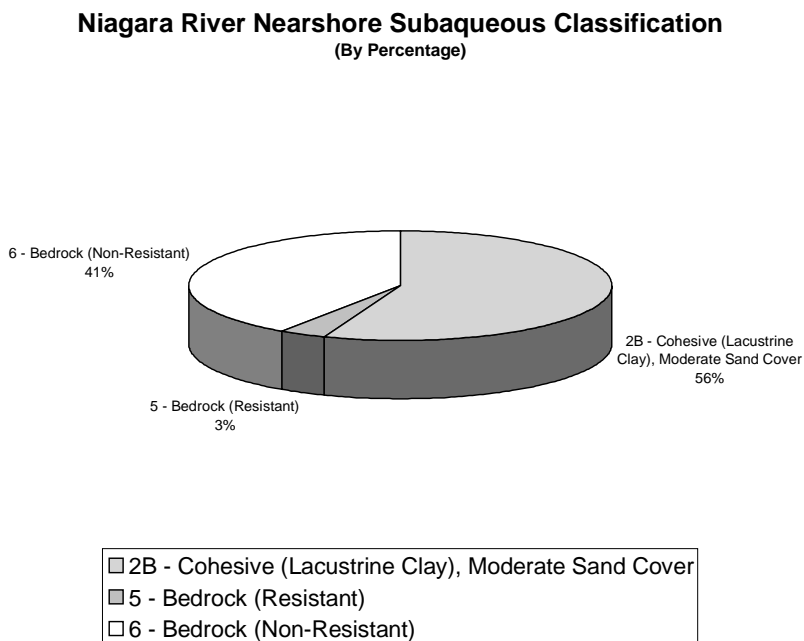 Niagara River Nearshore Subaqueous Classification
(By Percentage)
6 - Bedrock (Non-Resistant)
41%
2B - Cohesive (Lacustrine
Clay), Moderate Sand Cover
56%
5 - Bedrock (Resistant)
3%
2B - Cohesive (Lacustrine Clay), Moderate Sand Cover
5 - Bedrock (Resistant)
6 - Bedrock (Non-Resistant)